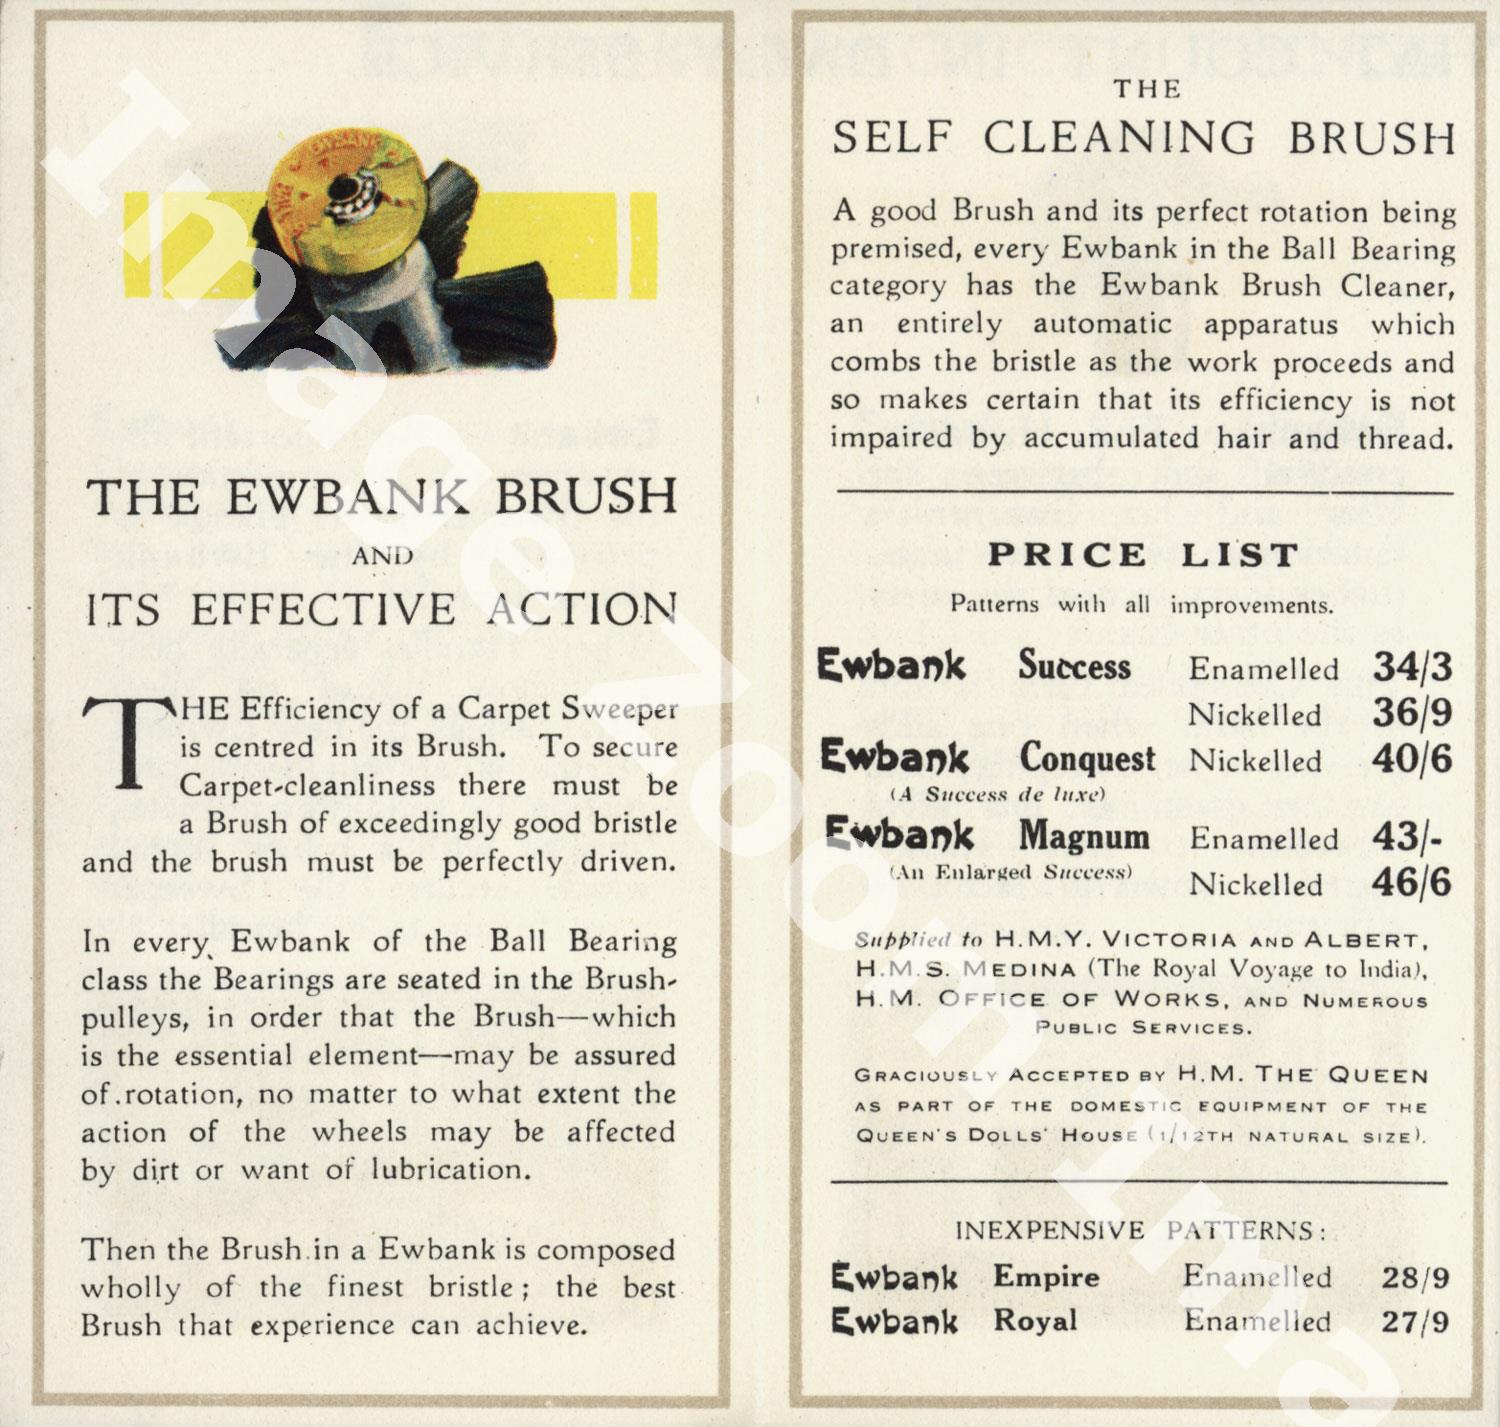 THE EWBANK BRUSH
AND
ITS EFFECTIVE ACTION
THE Efficiency of a Carpet Sweeper
is centred in its Brush. To secure
Carpet-cleanliness there must be
a Brush of exceedingly good bristle
and the brush must be perfectly driven.
In every Ewbank of the Ball Bearing
class the Bearings are seated in the Brush-
pulleys, in order that the Brush—which
is the essential element—may be assured
of rotation, no matter to what extent the
action of the wheels may be affected
by dirt or want of lubrication.
Then the Brush in a Ewbank is composed
wholly of the finest bristle; the best
Brush that experience can achieve.
THE
SELF CLEANING BRUSH
A good Brush and its perfect rotation being
premised, every Ewbank in the Ball Bearing
category has the Ewbank Brush Cleaner,
an entirely automatic apparatus which
combs the bristle as the work proceeds and
so makes certain that its efficiency is not
impaired by accumulated hair and thread.
PRICE LIST
Patterns with all improvements.
Ewbank Success Enamelled 34/3
Nickelled 36/9
Ewbank Conquest Nickelled 40/6
(A Success de luxe)
Ewbank Magnum Enamelled 43/-
(An Enlarged Success)
Nickelled 46/6
Supplied to H.M.Y. VICTORIA AND ALBERT,
H.M.S. MEDINA (The Royal Voyage to India),
H.M. OFFICE OF WORKS, AND NUMEROUS
PUBLIC SERVICES.
GRACIOUSLY ACCEPTED BY H.M. THE QUEEN
AS PART OF THE DOMESTIC EQUIPMENT OF THE
QUEEN'S DOLLS' HOUSE (1/12TH NATURAL SIZE).
INEXPENSIVE PATTERNS:
Ewbank Empire Enamelled 28/9
Ewbank Royal Enamelled 27/9
EWBANK